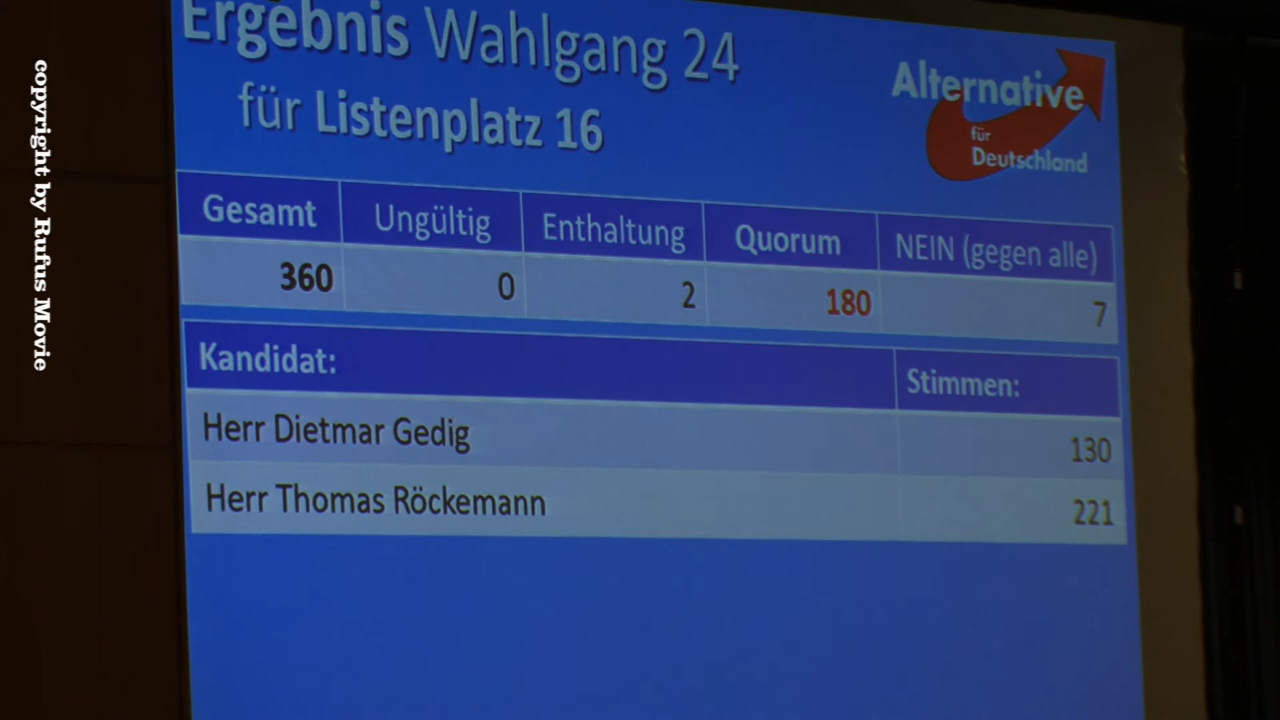 copyright by Rufus Movie
Ergebnis Wahlgang 24
für Listenplatz 16
Alternative
für
Deutschland
Gesamt Ungültig Enthaltung Quorum NEIN (gegen alle)
360 0 2 180 7
Kandidat: Stimmen:
Herr Dietmar Gedig 130
Herr Thomas Röckemann 221